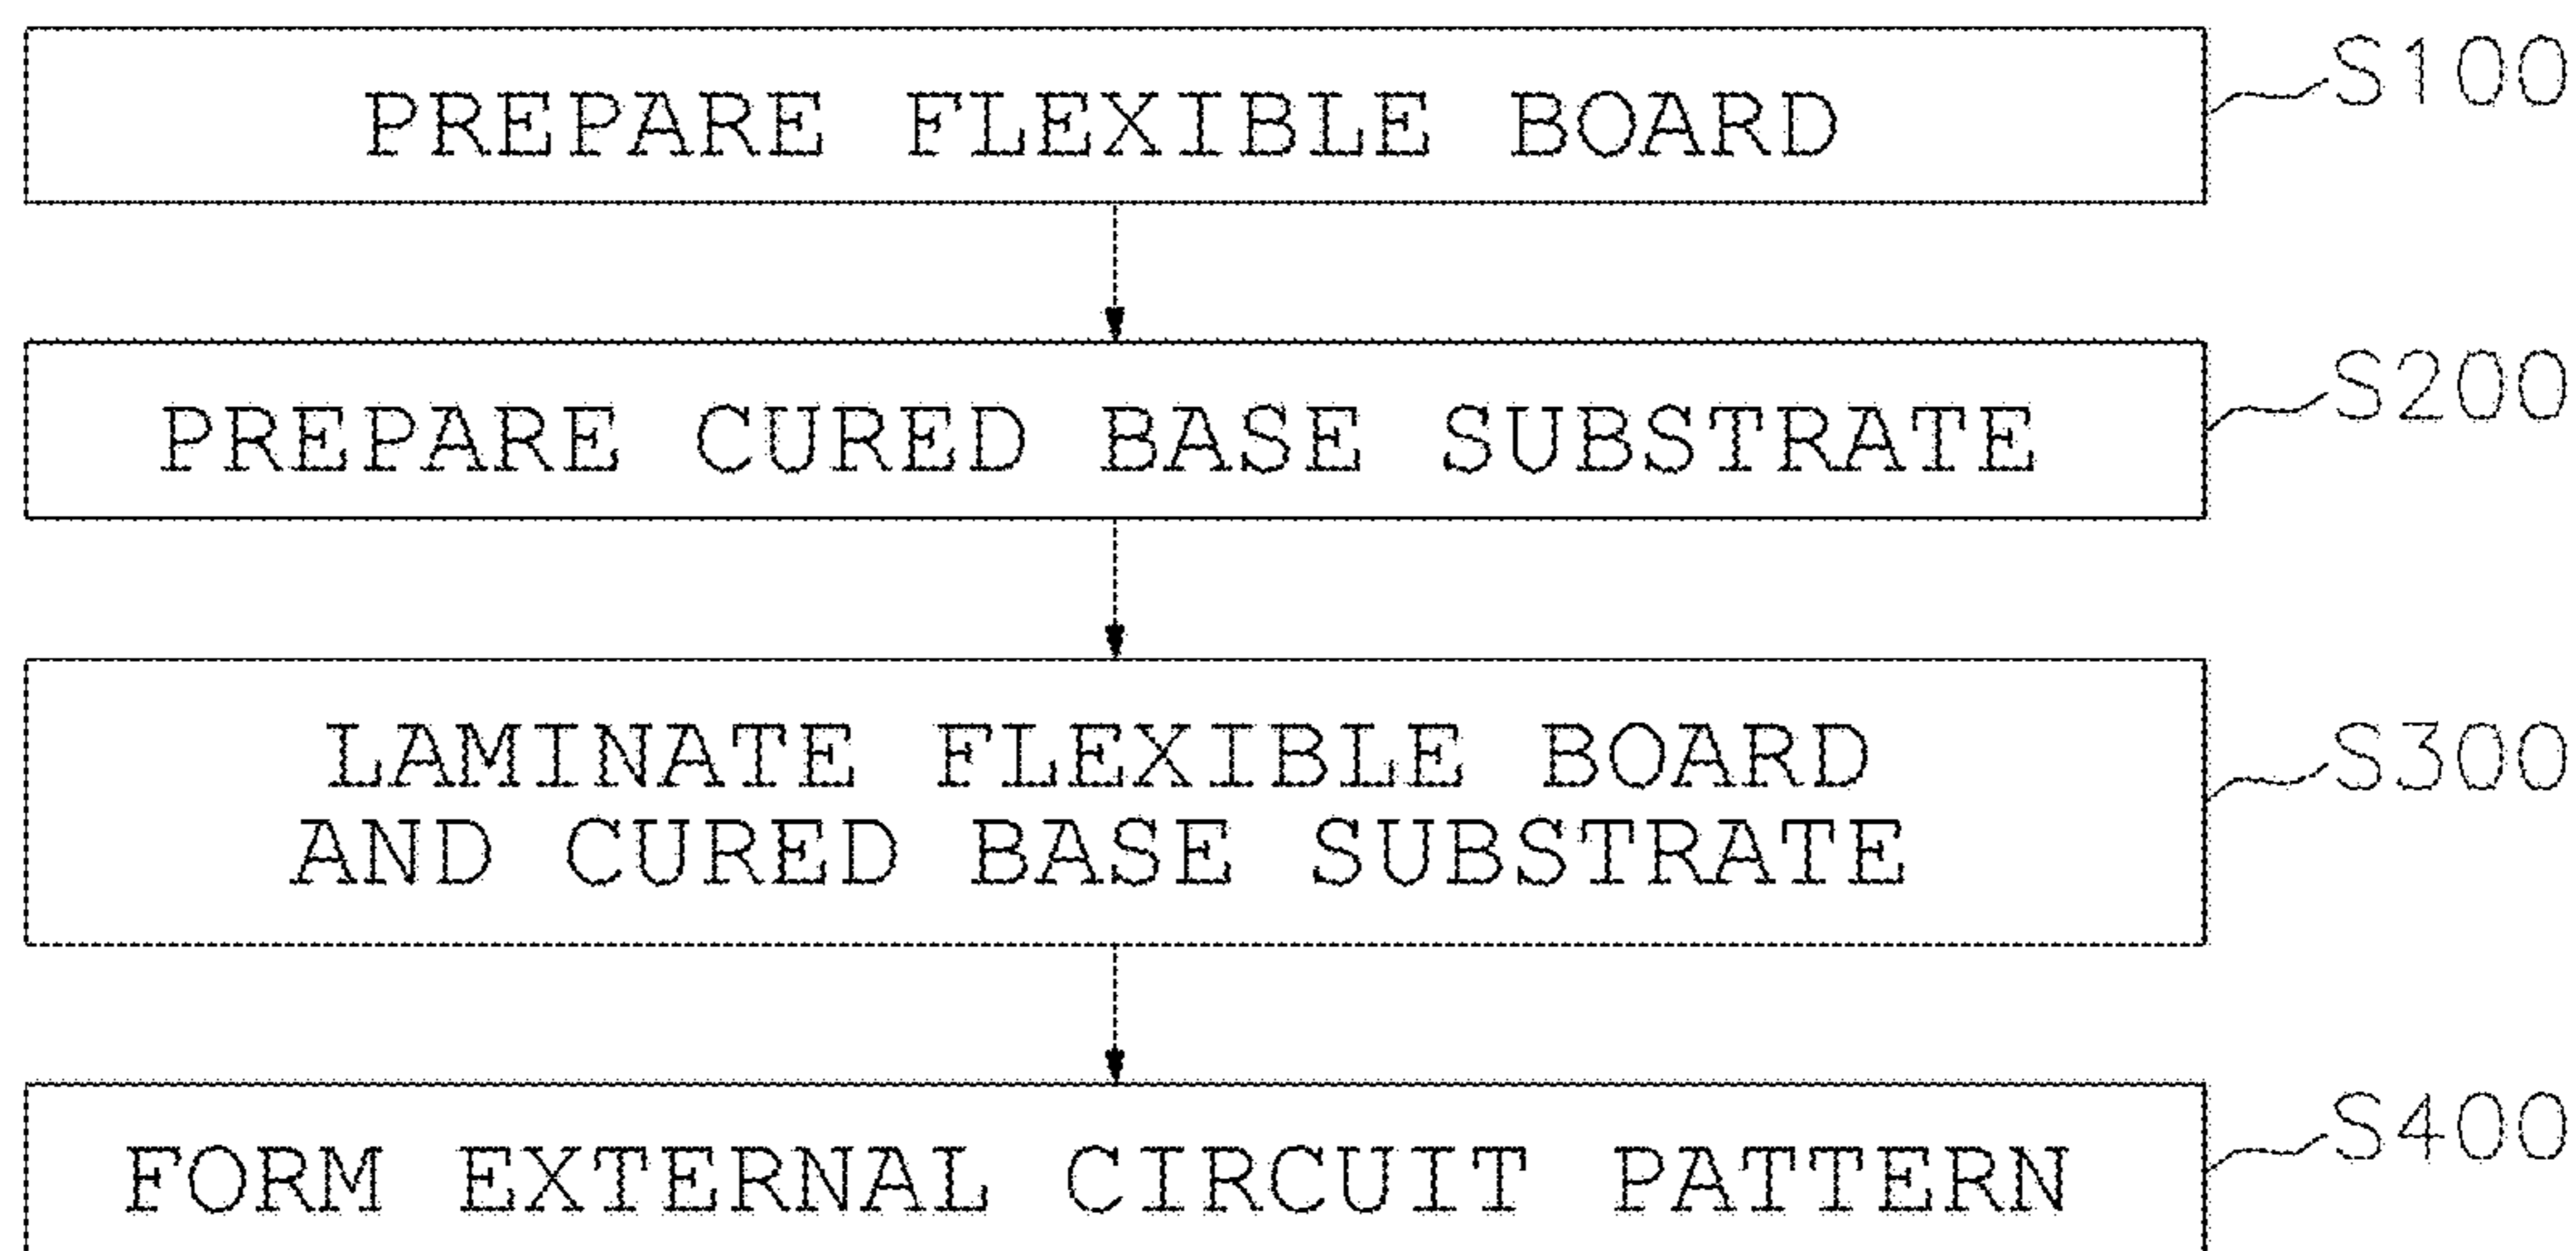 PREPARE FLEXIBLE BOARD
S100
PREPARE CURED BASE SUBSTRATE
S200
LAMINATE FLEXIBLE BOARD
AND CURED BASE SUBSTRATE
S300
FORM EXTERNAL CIRCUIT PATTERN
S400